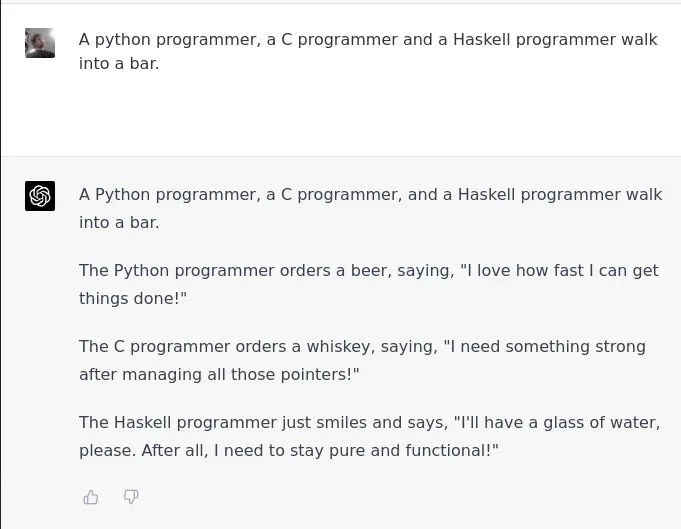 A python programmer, a C programmer and a Haskell programmer walk
into a bar.
A Python programmer, a C programmer, and a Haskell programmer walk
into a bar.
The Python programmer orders a beer, saying, "I love how fast I can get
things done!"
The C programmer orders a whiskey, saying, "I need something strong
after managing all those pointers!"
The Haskell programmer just smiles and says, "I'll have a glass of water,
please. After all, I need to stay pure and functional!"